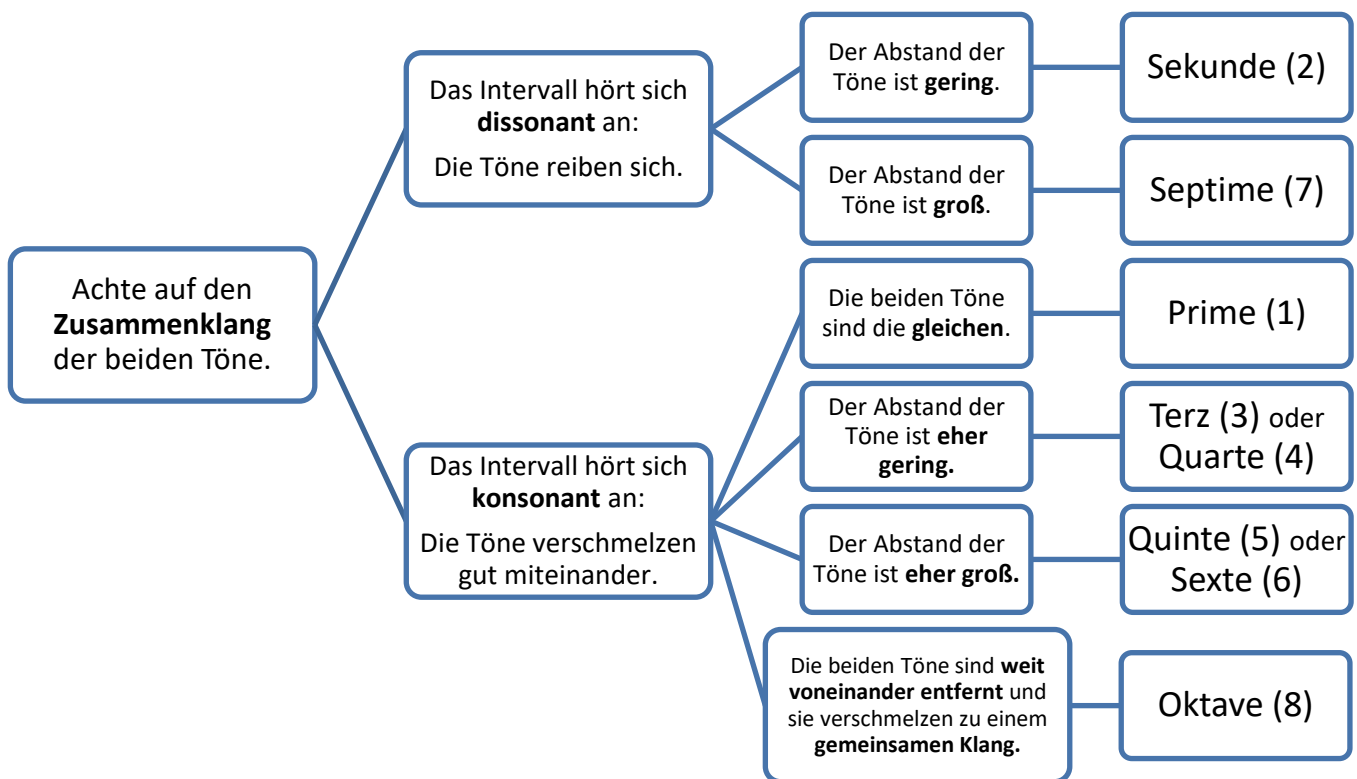 Achte auf den
Zusammenklang
der beiden Töne.
Das Intervall hört sich
dissonant an:
Die Töne reiben sich.
Der Abstand der
Töne ist gering.
Sekunde (2)
Der Abstand der
Töne ist groß.
Septime (7)
Das Intervall hört sich
konsonant an:
Die Töne verschmelzen
gut miteinander.
Die beiden Töne
sind die gleichen.
Prime (1)
Der Abstand der
Töne ist eher
gering.
Terz (3) oder
Quarte (4)
Der Abstand der
Töne ist eher groß.
Quinte (5) oder
Sexte (6)
Die beiden Töne sind weit
voneinander entfernt und
sie verschmelzen zu einem
gemeinsamen Klang.
Oktave (8)